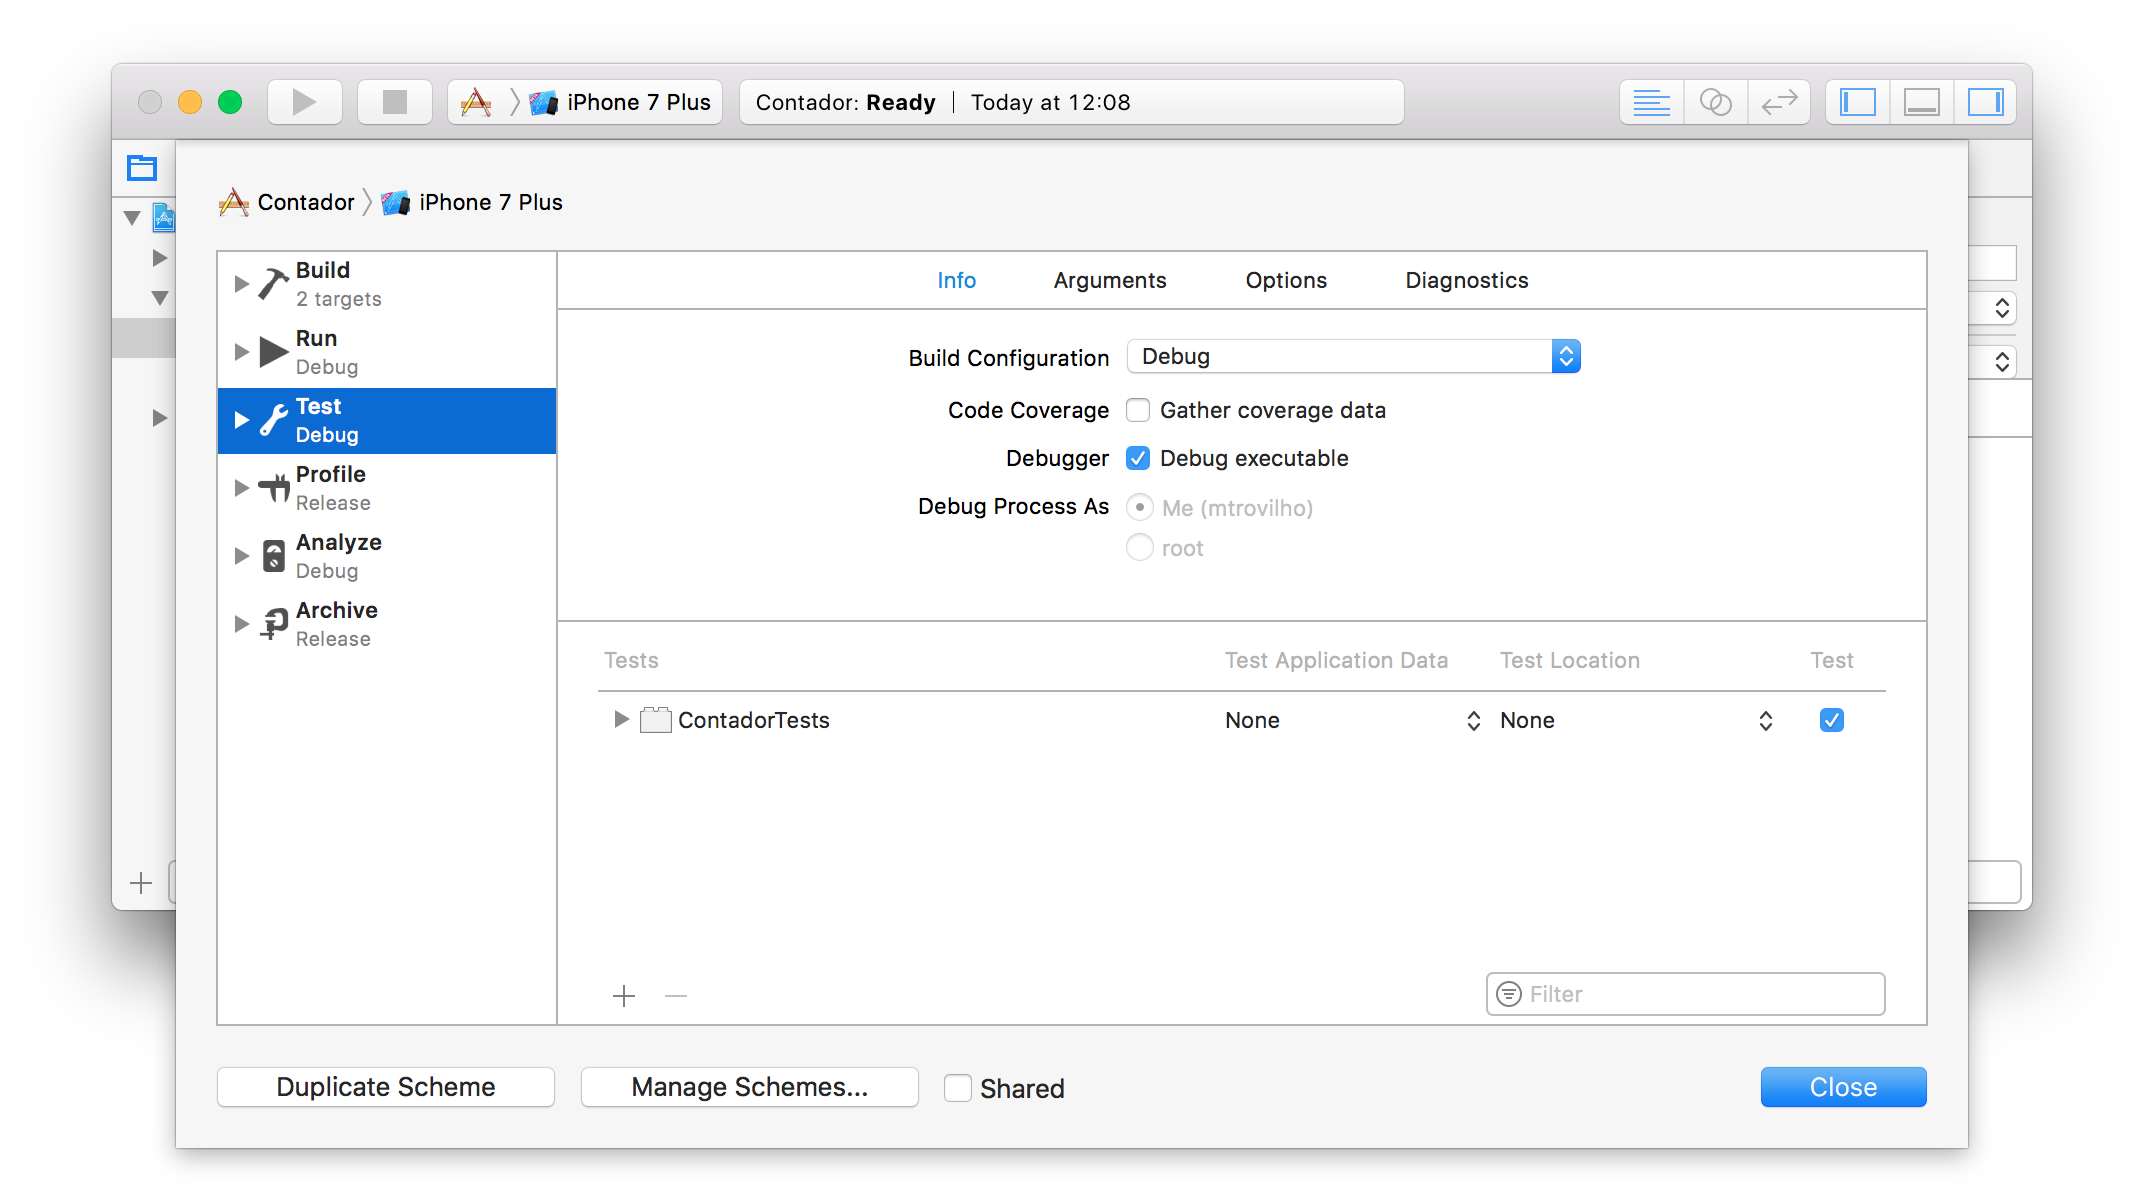 iPhone 7 Plus
Contador: Ready | Today at 12:08
Contador iPhone 7 Plus
Build
2 targets
Run
Debug
Test
Debug
Profile
Release
Analyze
Debug
Archive
Release
Info Arguments Options Diagnostics
Build Configuration Debug
Code Coverage Gather coverage data
Debugger Debug executable
Debug Process As Me (mtrovilho)
root
Tests Test Application Data Test Location Test
ContadorTests None None
Filter
Duplicate Scheme Manage Schemes... Shared Close